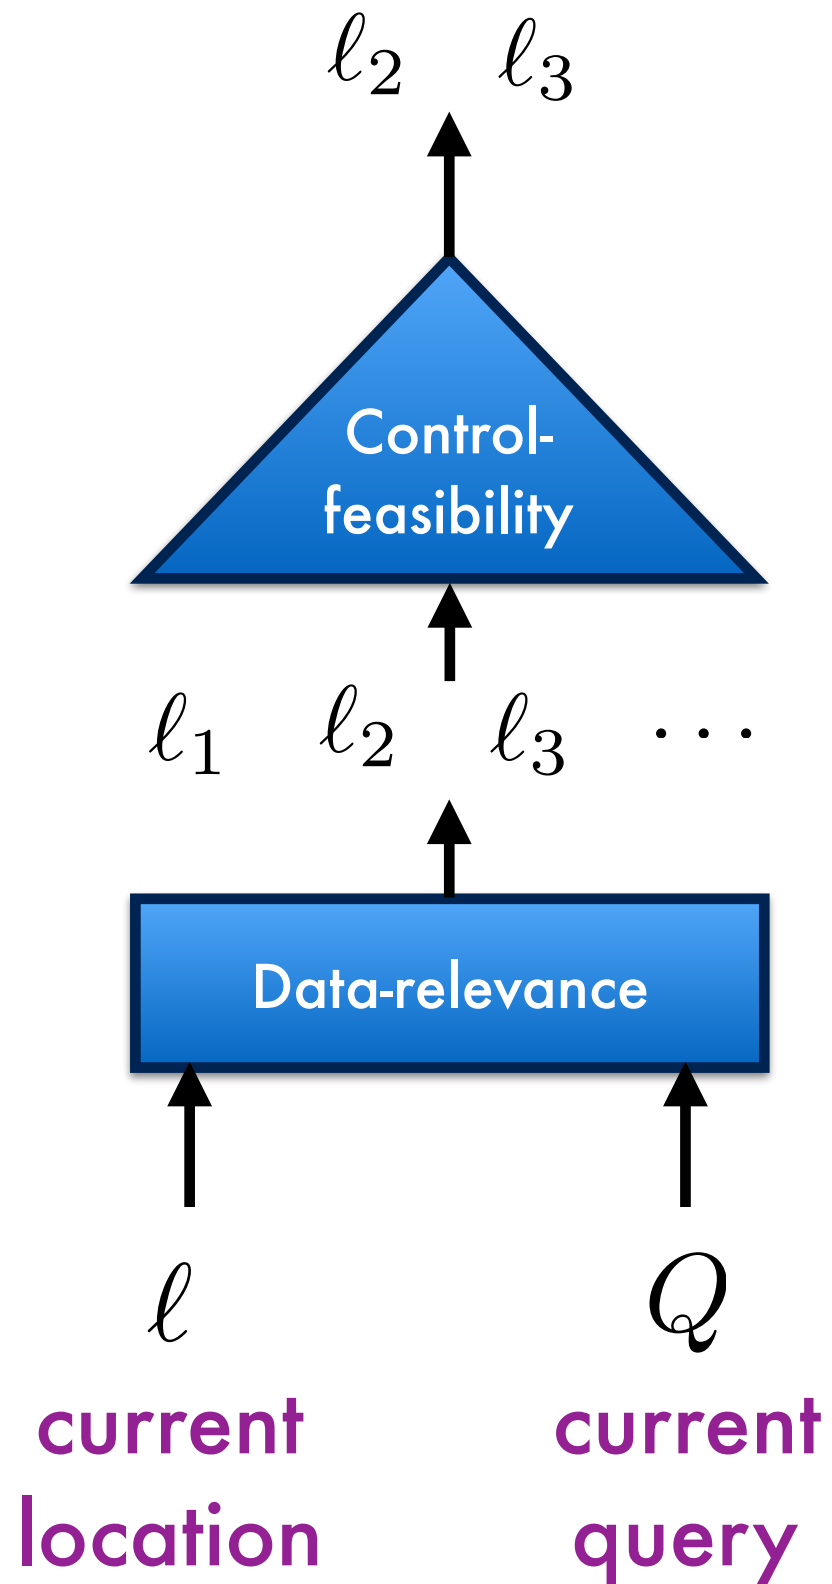 ℓ₂ ℓ₃
Control-
feasibility
ℓ₁ ℓ₂ ℓ₃ ⋯
Data-relevance
ℓ Q
current current
location query